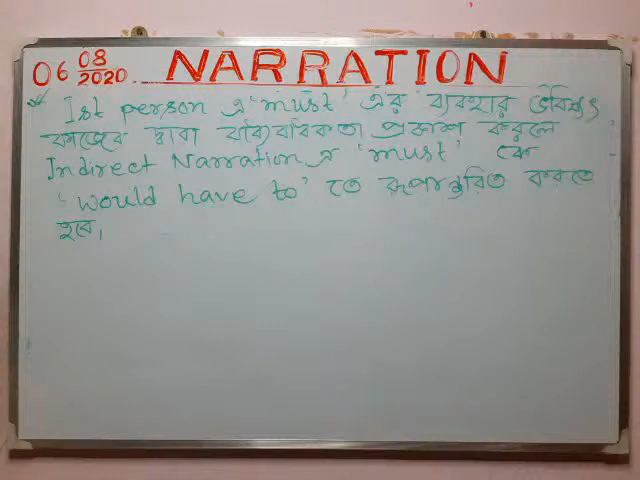 06 08/2020 NARRATION
1st person এ 'must' এর ব্যবহার ভবিষ্যৎ
কাজের দ্বারা বাধ্যবাধকতা প্রকাশ করলে
Indirect Narration এ 'must' কে
'would have to' তে রূপান্তরিত করতে
হবে।